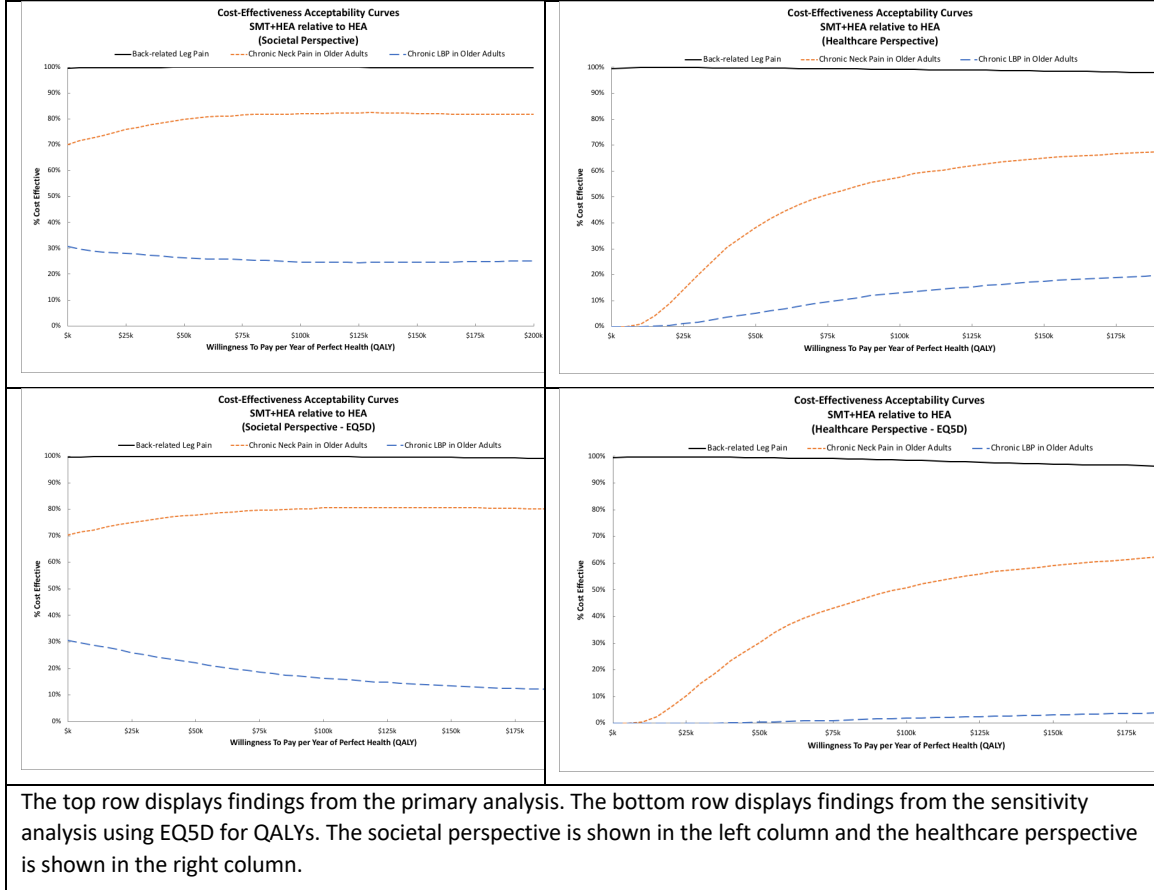 Cost-Effectiveness Acceptability Curves
SMT+HEA relative to HEA
(Societal Perspective)
Back-related Leg Pain Chronic Neck Pain in Older Adults Chronic LBP in Older Adults
100%
90%
80%
70%
60%
50%
40%
30%
20%
10%
0%
% Cost Effective
$k $25k $50k $75k $100k $125k $150k $175k $200k
Willingness To Pay per Year of Perfect Health (QALY)
Cost-Effectiveness Acceptability Curves
SMT+HEA relative to HEA
(Healthcare Perspective)
Back-related Leg Pain Chronic Neck Pain in Older Adults Chronic LBP in Older Adults
100%
90%
80%
70%
60%
50%
40%
30%
20%
10%
0%
% Cost Effective
$k $25k $50k $75k $100k $125k $150k $175k
Willingness To Pay per Year of Perfect Health (QALY)
Cost-Effectiveness Acceptability Curves
SMT+HEA relative to HEA
(Societal Perspective - EQ5D)
Back-related Leg Pain Chronic Neck Pain in Older Adults Chronic LBP in Older Adults
100%
90%
80%
70%
60%
50%
40%
30%
20%
10%
0%
% Cost Effective
$k $25k $50k $75k $100k $125k $150k $175k
Willingness To Pay per Year of Perfect Health (QALY)
Cost-Effectiveness Acceptability Curves
SMT+HEA relative to HEA
(Healthcare Perspective - EQ5D)
Back-related Leg Pain Chronic Neck Pain in Older Adults Chronic LBP in Older Adults
100%
90%
80%
70%
60%
50%
40%
30%
20%
10%
0%
% Cost Effective
$k $25k $50k $75k $100k $125k $150k $175k
Willingness To Pay per Year of Perfect Health (QALY)
The top row displays findings from the primary analysis. The bottom row displays findings from the sensitivity
analysis using EQ5D for QALYs. The societal perspective is shown in the left column and the healthcare perspective
is shown in the right column.